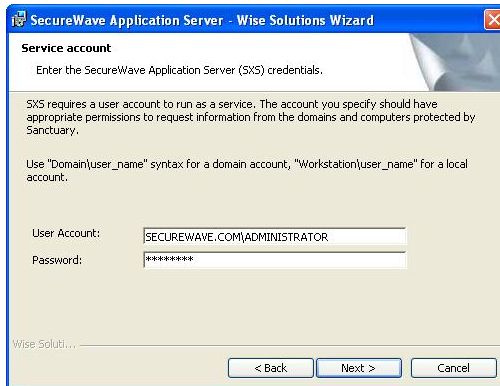 SecureWave Application Server - Wise Solutions Wizard
Service account
Enter the SecureWave Application Server (SXS) credentials.
SXS requires a user account to run as a service. The account you specify should have
appropriate permissions to request information from the domains and computers protected by
Sanctuary.
Use "Domain\user_name" syntax for a domain account, "Workstation\user_name" for a local
account.
User Account: SECUREWAVE.COM\ADMINISTRATOR
Password: ********
Wise Soluti...
< Back Next > Cancel